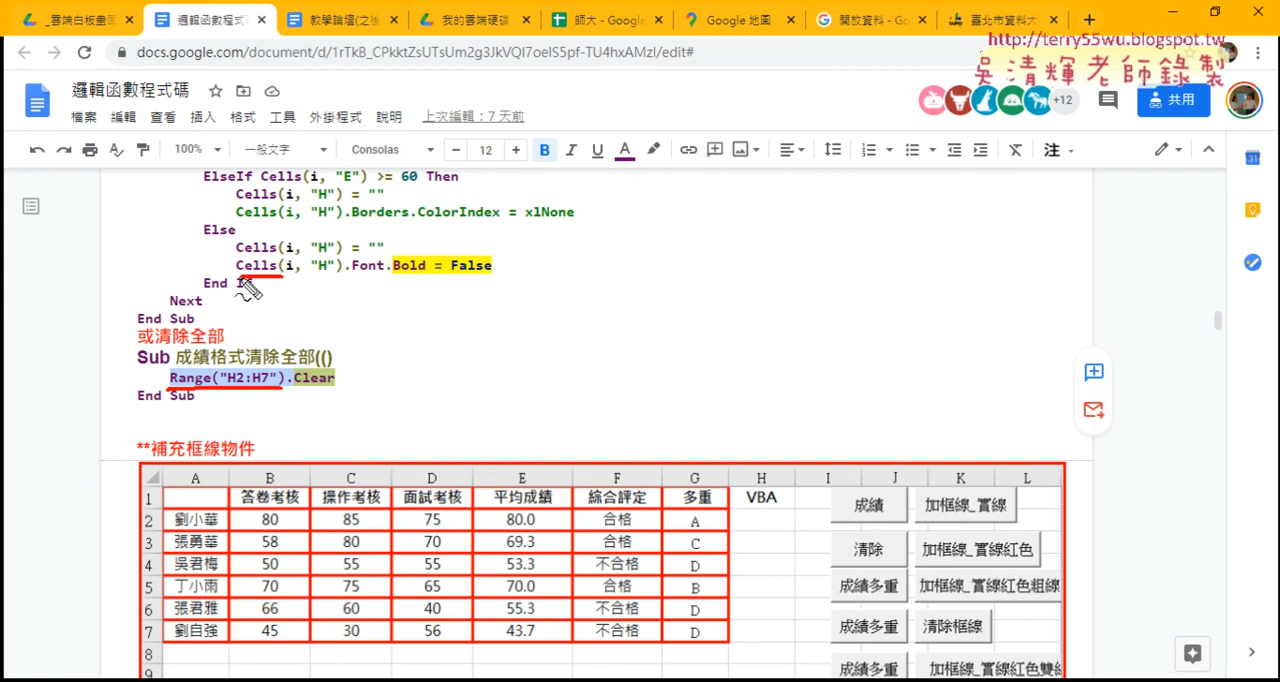 _雲端白板畫面
邏輯函數程式碼
教學論壇(之後
我的雲端硬碟
師大 - Google
Google 地圖
開放資料 - Go
臺北市資料大
docs.google.com/document/d/1rTkB_CPkktZsUTsUm2g3JkVQI7oeIS5pf-TU4hxAMzI/edit#
http://terry55wu.blogspot.tw
吳清輝老師錄製
邏輯函數程式碼
檔案 編輯 查看 插入 格式 工具 外掛程式 說明 上次編輯：7 天前
+12
共用
100% 一般文字 Consolas 12 B I U A 注
ElseIf Cells(i, "E") >= 60 Then
Cells(i, "H") = ""
Cells(i, "H").Borders.ColorIndex = xlNone
Else
Cells(i, "H") = ""
Cells(i, "H").Font.Bold = False
End If
Next
End Sub
或清除全部
Sub 成績格式清除全部(()
Range("H2:H7").Clear
End Sub
**補充框線物件
A B C D E F G H I J K L
1 答卷考核 操作考核 面試考核 平均成績 綜合評定 多重 VBA
2 劉小華 80 85 75 80.0 合格 A
3 張勇華 58 80 70 69.3 合格 C
4 吳君梅 50 55 55 53.3 不合格 D
5 丁小雨 70 75 65 70.0 合格 B
6 張君雅 66 60 40 55.3 不合格 D
7 劉自強 45 30 56 43.7 不合格 D
8
9
成績 加框線_實線
清除 加框線_實線紅色
成績多重 加框線_實線紅色粗線
成績多重 清除框線
成績多重 加框線_實線紅色雙線
31